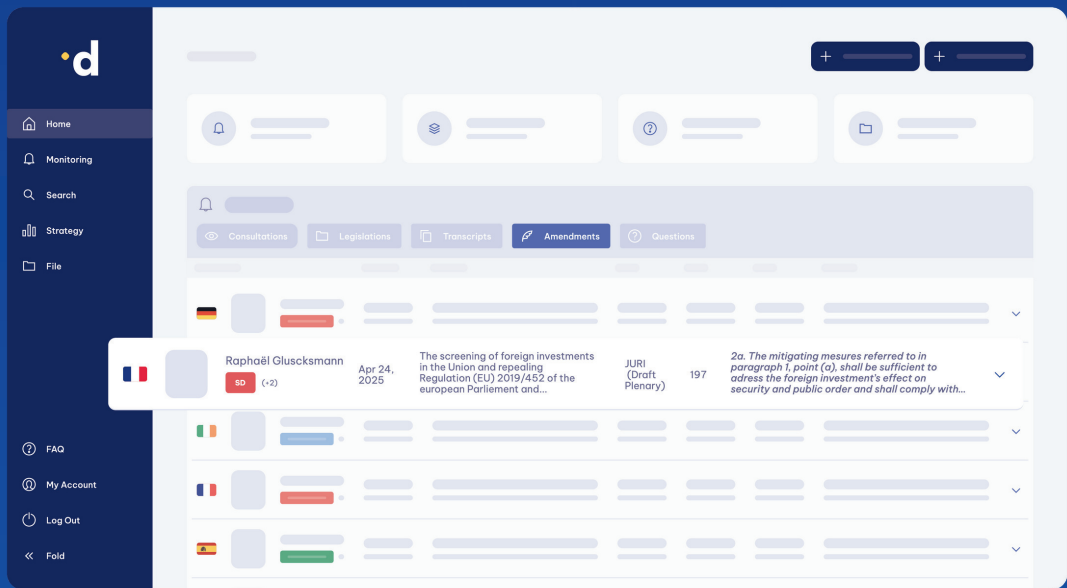 d
Home
Monitoring
Search
Strategy
File
FAQ
My Account
Log Out
Fold
Consultations
Legislations
Transcripts
Amendments
Questions
Raphaël Gluscksmann
SD (+2)
Apr 24,
2025
The screening of foreign investments
in the Union and repealing
Regulation (EU) 2019/452 of the
european Parliement and...
JURI
(Draft
Plenary)
197
2a. The mitigating mesures referred to in
paragraph 1, point (a), shall be sufficient to
adress the foreign investment's effect on
security and public order and shall comply with...